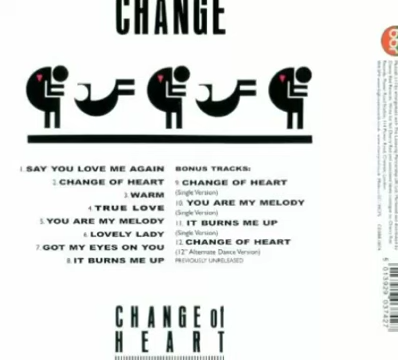 CHANGE
1. SAY YOU LOVE ME AGAIN
2. CHANGE OF HEART
3. WARM
4. TRUE LOVE
5. YOU ARE MY MELODY
6. LOVELY LADY
7. GOT MY EYES ON YOU
8. IT BURNS ME UP
BONUS TRACKS:
9. CHANGE OF HEART
(Single Version)
10. YOU ARE MY MELODY
(Single Version)
11. IT BURNS ME UP
(Single Version)
12. CHANGE OF HEART
(12" Alternate Dance Version)
PREVIOUSLY UNRELEASED
CHANGE of
HEART
5 013929 037427